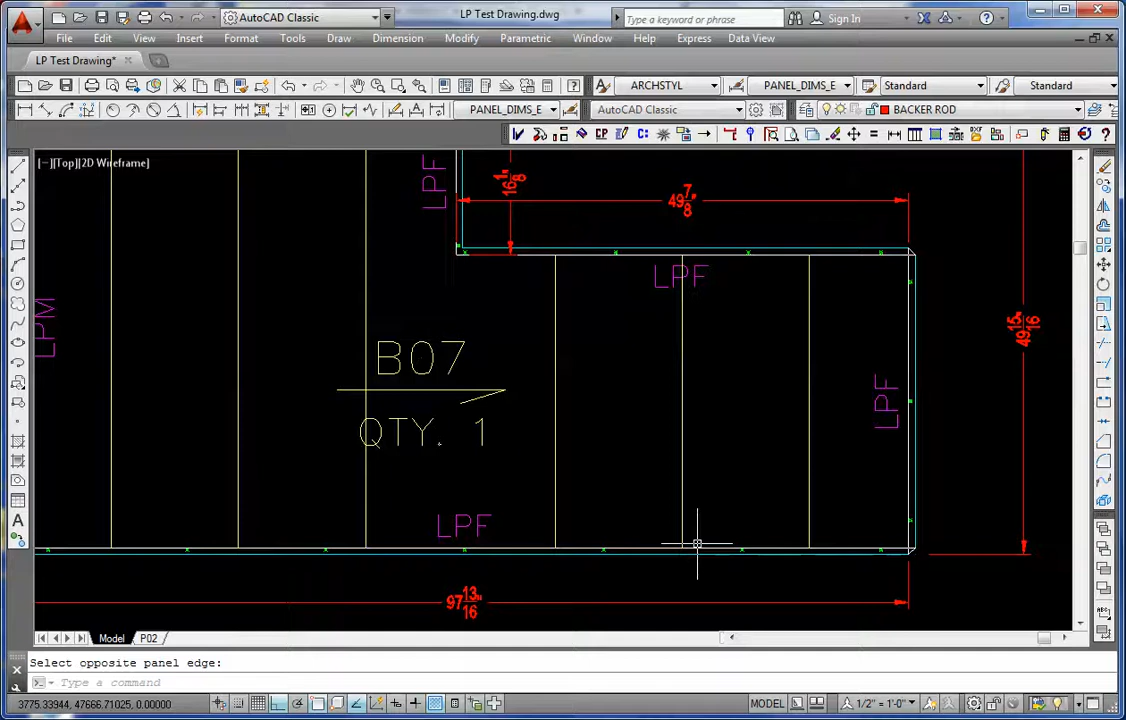 AutoCAD Classic
LP Test Drawing.dwg
Type a keyword or phrase
Sign In
File Edit View Insert Format Tools Draw Dimension Modify Parametric Window Help Express Data View
LP Test Drawing*
ARCHSTYL
PANEL_DIMS_E
Standard
Standard
PANEL_DIMS_E
AutoCAD Classic
BACKER ROD
[−][Top][2D Wireframe]
LPF
16 1/8"
49 7/8"
LPF
LPM
B07
QTY. 1
LPF
49 15/16"
LPF
97 13/16"
Model
P02
Select opposite panel edge:
Type a command
3775.33944, 47666.71025, 0.00000
MODEL
1/2" = 1'-0"